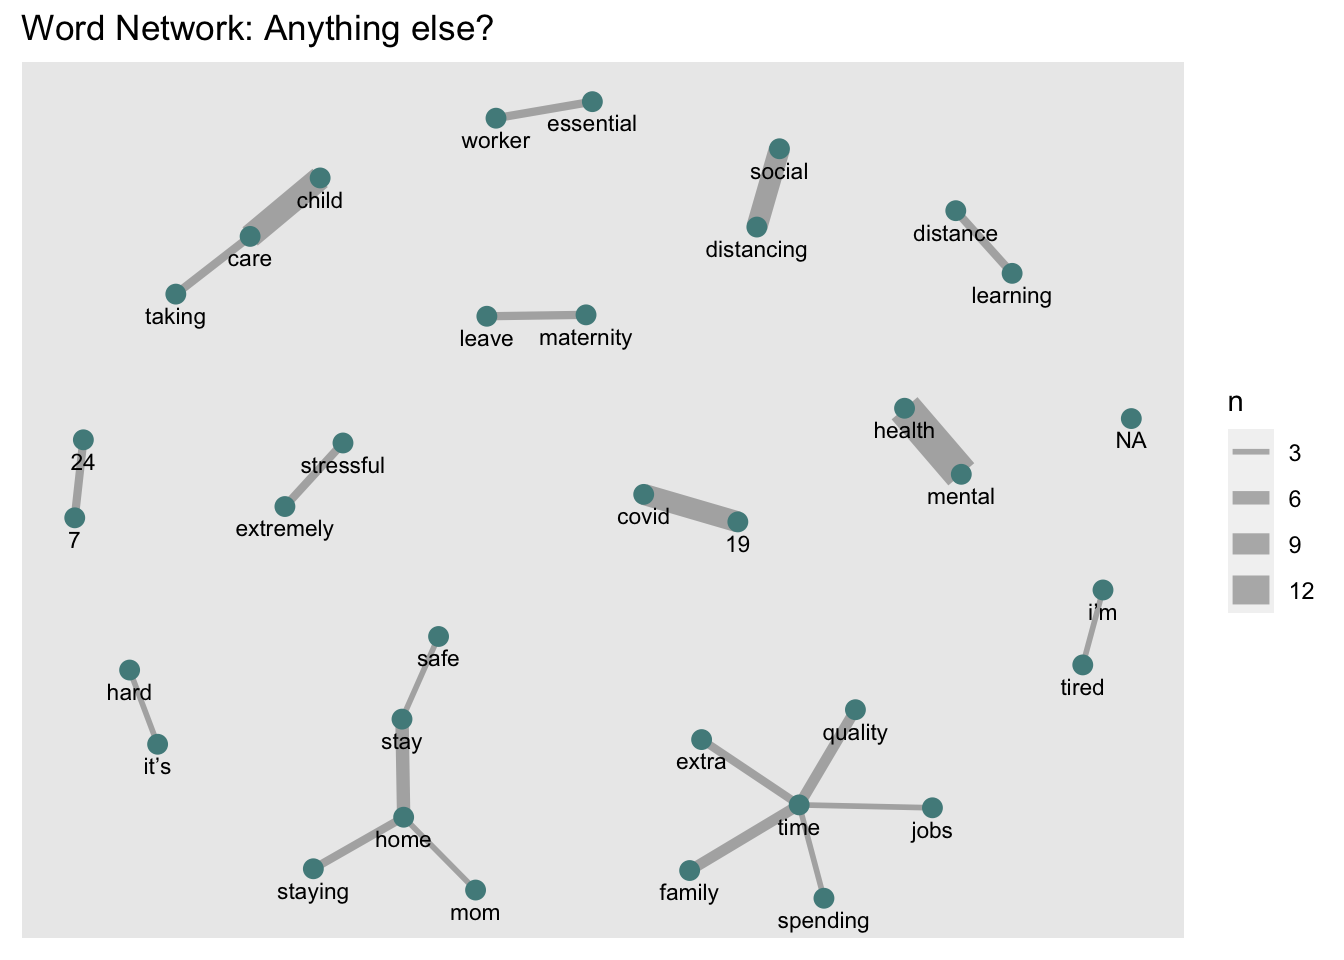 Word Network: Anything else?
essential
worker
social
child
distance
distancing
care
learning
taking
leave
maternity
n
health
NA
24
3
stressful
mental
6
covid
extremely
7
19
9
12
i’m
safe
tired
hard
quality
stay
extra
it’s
time
jobs
home
staying
family
mom
spending